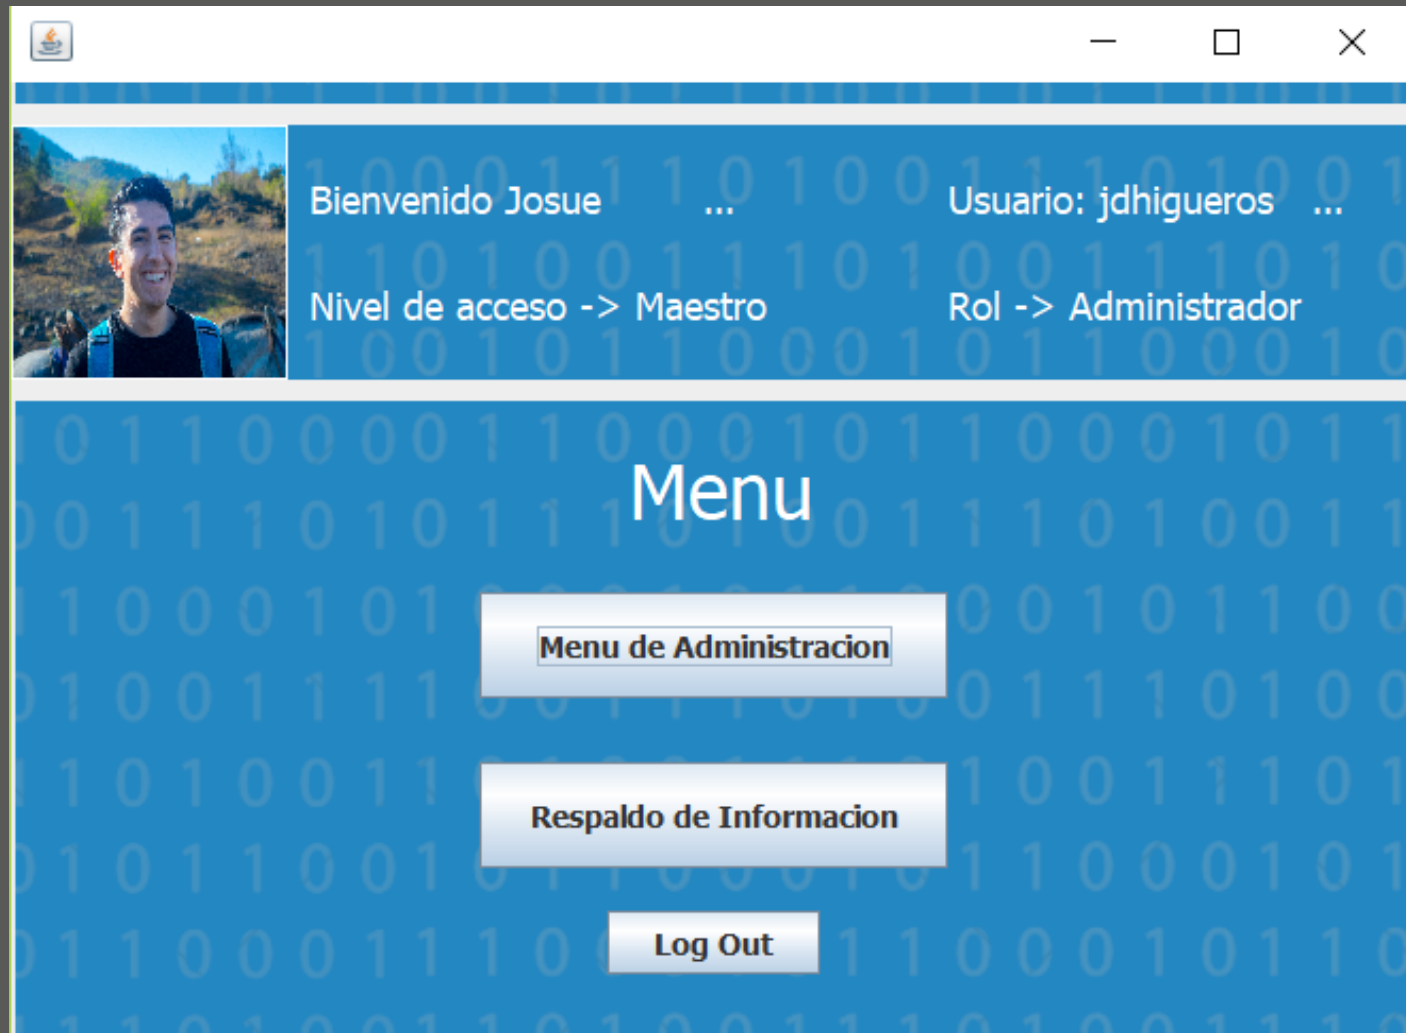 Bienvenido Josue ... Usuario: jdhigueros ...
Nivel de acceso -> Maestro Rol -> Administrador
Menu
Menu de Administracion
Respaldo de Informacion
Log Out